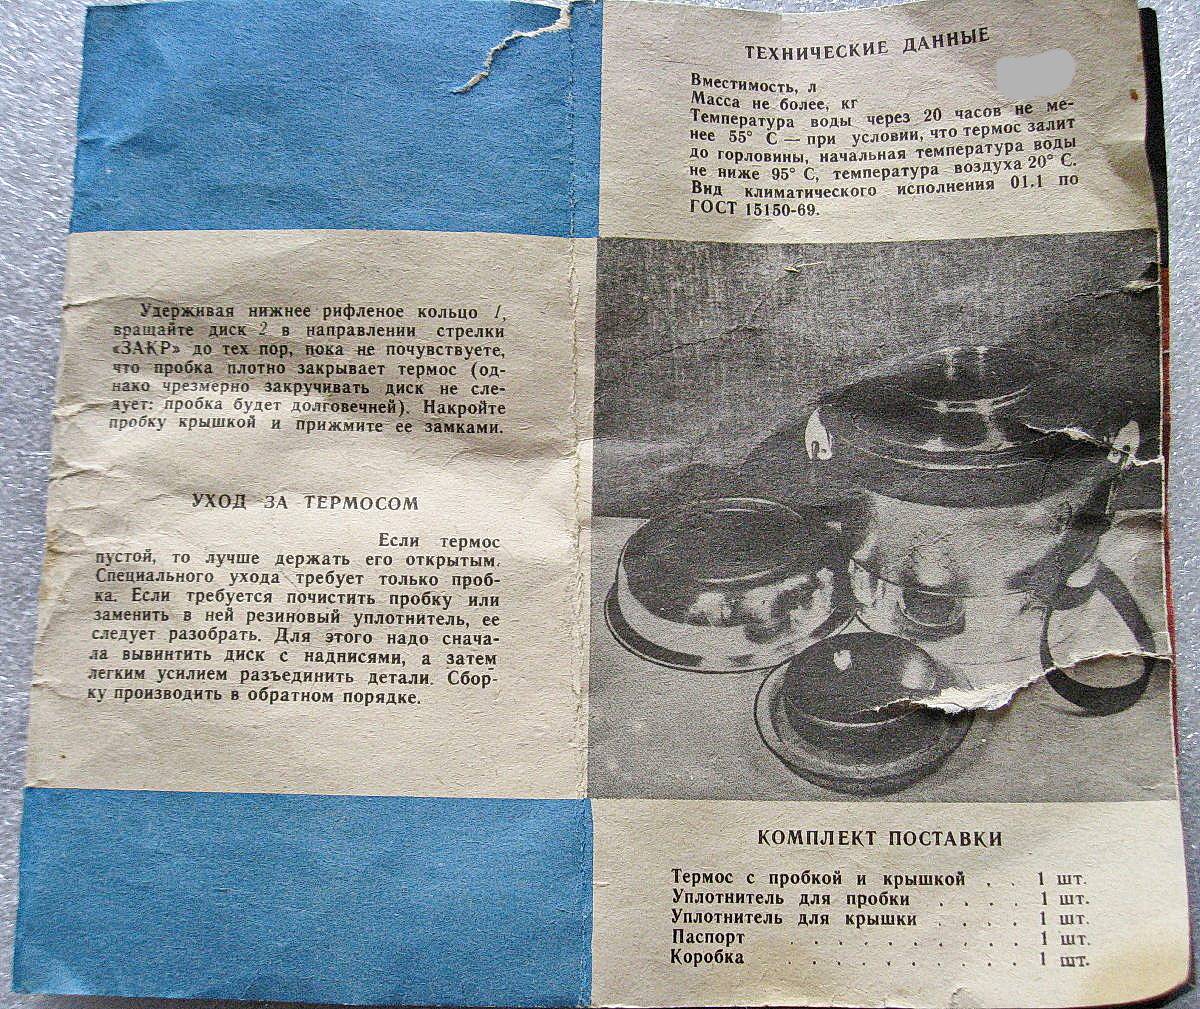 Удерживая нижнее рифленое кольцо 1,
вращайте диск 2 в направлении стрелки
«ЗАКР» до тех пор, пока не почувствуете,
что пробка плотно закрывает термос (од-
нако чрезмерно закручивать диск не сле-
дует: пробка будет долговечней). Накройте
пробку крышкой и прижмите ее замками.
УХОД ЗА ТЕРМОСОМ
Если термос
пустой, то лучше держать его открытым.
Специального ухода требует только проб-
ка. Если требуется почистить пробку или
заменить в ней резиновый уплотнитель, ее
следует разобрать. Для этого надо снача-
ла вывинтить диск с надписями, а затем
легким усилием разъединить детали. Сбор-
ку производить в обратном порядке.
ТЕХНИЧЕСКИЕ ДАННЫЕ
Вместимость, л
Масса не более, кг
Температура воды через 20 часов не ме-
нее 55° С — при условии, что термос залит
до горловины, начальная температура воды
не ниже 95° С, температура воздуха 20° С.
Вид климатического исполнения 01.1 по
ГОСТ 15150-69.
КОМПЛЕКТ ПОСТАВКИ
Термос с пробкой и крышкой . . 1 шт.
Уплотнитель для пробки . . . . 1 шт.
Уплотнитель для крышки . . . . 1 шт.
Паспорт . . . . . . . . . . 1 шт.
Коробка . . . . . . . . . . 1 шт.